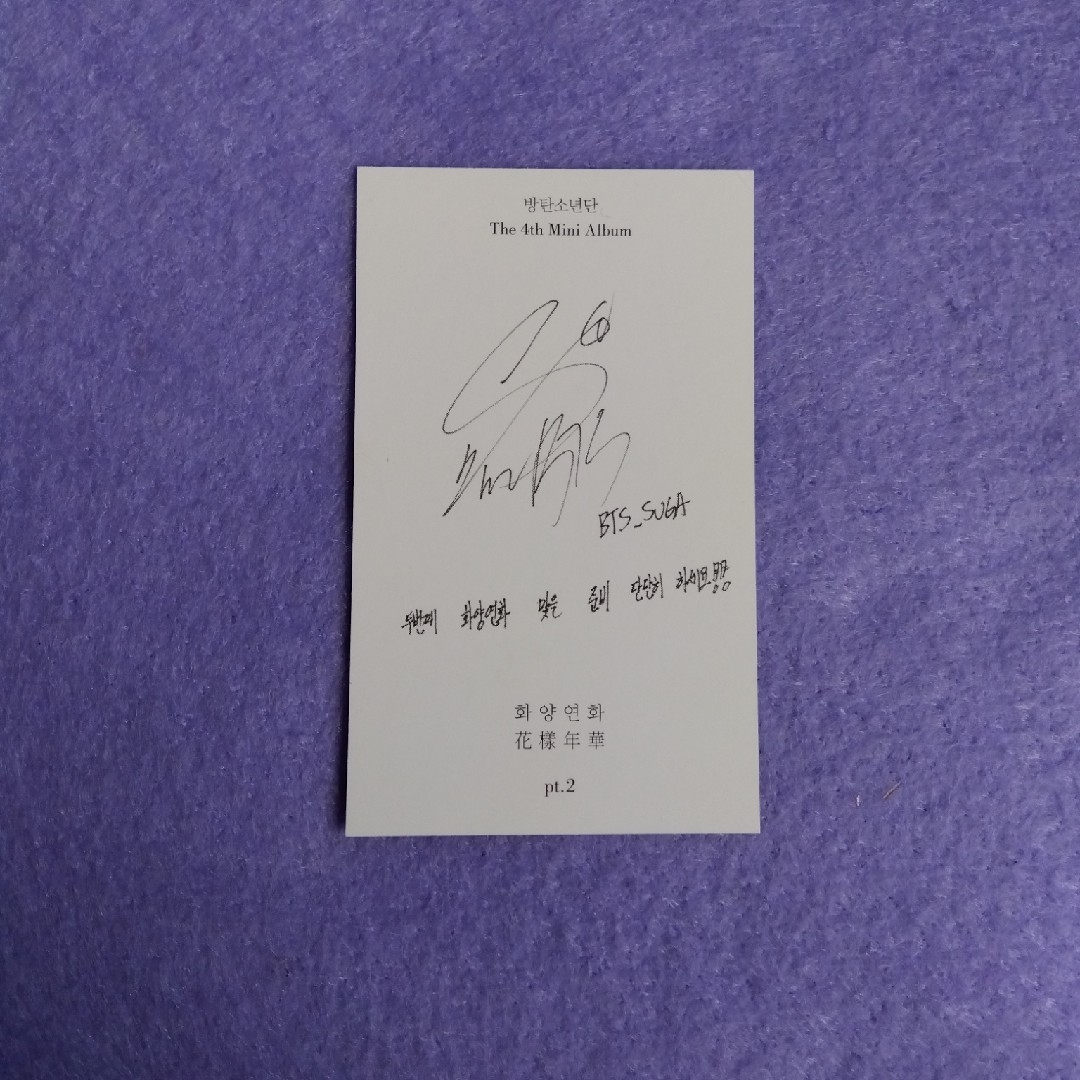 방탄소년단
The 4th Mini Album
BTS_SUGA
두번째 화양연화 맞을 준비 단단히 하세요
화양연화
花樣年華
pt.2